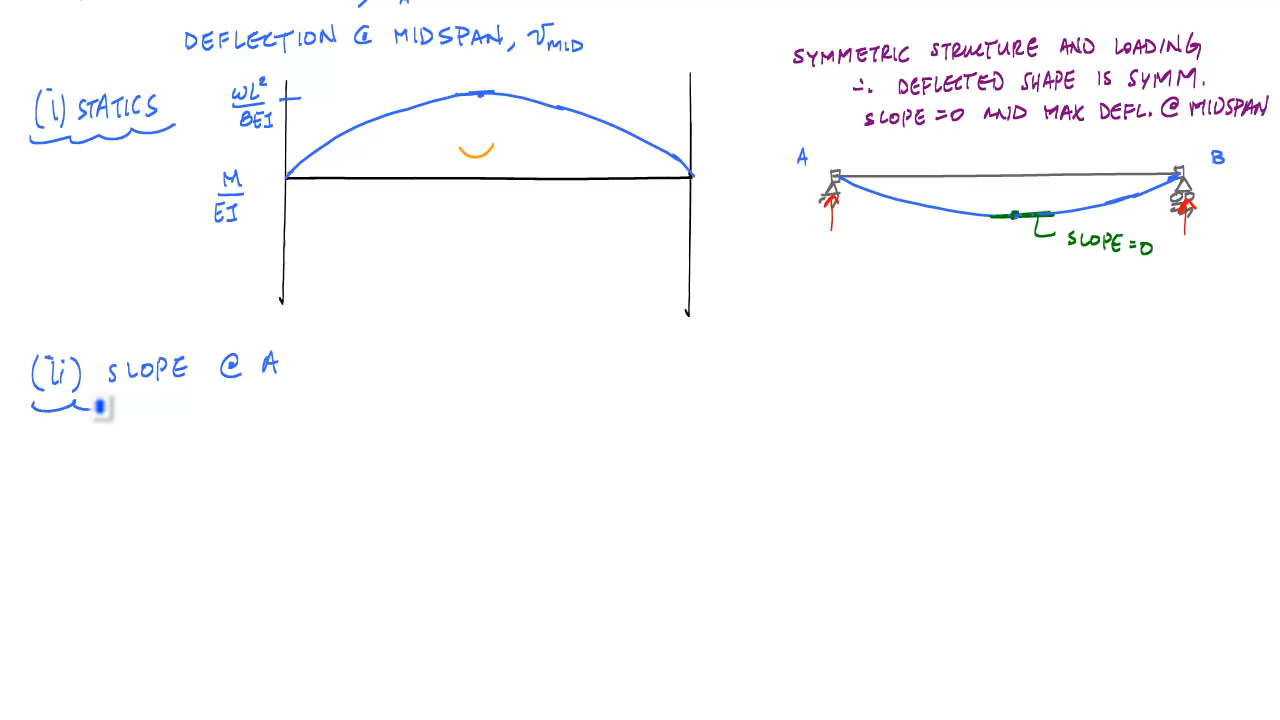 DEFLECTION @ MIDSPAN, v_MID
SYMMETRIC STRUCTURE AND LOADING,
∴ DEFLECTED SHAPE IS SYMM.
SLOPE = 0 AND MAX DEFL. @ MIDSPAN
(i) STATICS
wL²
8EI
M
EI
A
B
SLOPE = 0
(ii) SLOPE @ A